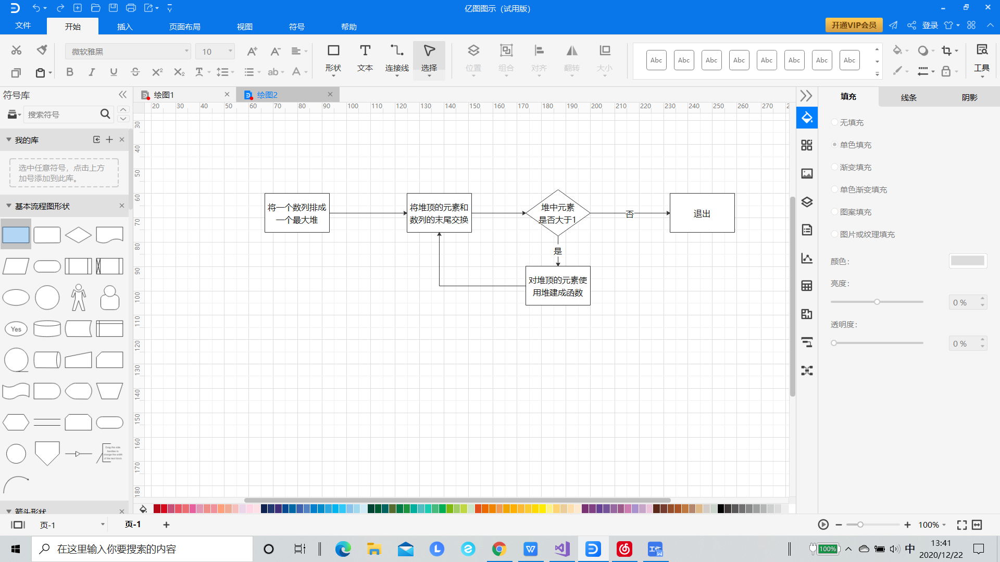 亿图图示（试用版）
文件
开始
插入
页面布局
视图
符号
帮助
开通VIP会员
登录
微软雅黑
10
形状
文本
连接线
选择
位置
组合
对齐
翻转
大小
Abc Abc Abc Abc Abc Abc Abc Abc
工具
符号库
搜索符号
我的库
选中任意符号，点击上方
加号添加到此库。
基本流程图形状
Yes
Drag the side
handles to
change the width
of the text block.
箭头形状
绘图1
绘图2
20 30 40 50 60 70 80 90 100 110 120 130 140 150 160 170 180 190 200 210 220 230 240 250 260 270
30
40
50
60
70
80
90
100
110
120
130
140
150
160
170
180
将一个数列排成
一个最大堆
将堆顶的元素和
数列的末尾交换
堆中元素
是否大于1
否
退出
是
对堆顶的元素使
用堆建成函数
填充
线条
阴影
无填充
单色填充
渐变填充
单色渐变填充
图案填充
图片或纹理填充
颜色:
亮度:
0 %
透明度:
0 %
页-1
页-1
100%
在这里输入你要搜索的内容
100%
中
13:41
2020/12/22